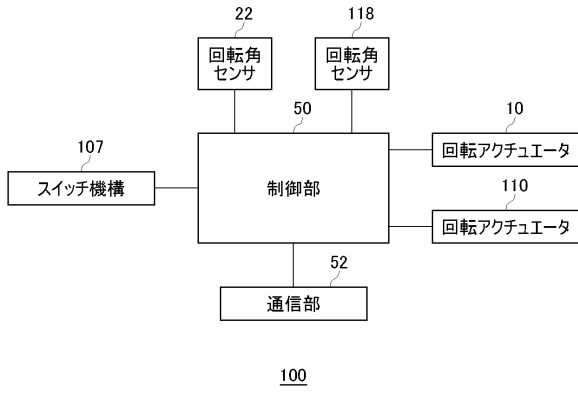 22
回転角
センサ
118
回転角
センサ
50
制御部
10
回転アクチュエータ
107
スイッチ機構
110
回転アクチュエータ
52
通信部
100